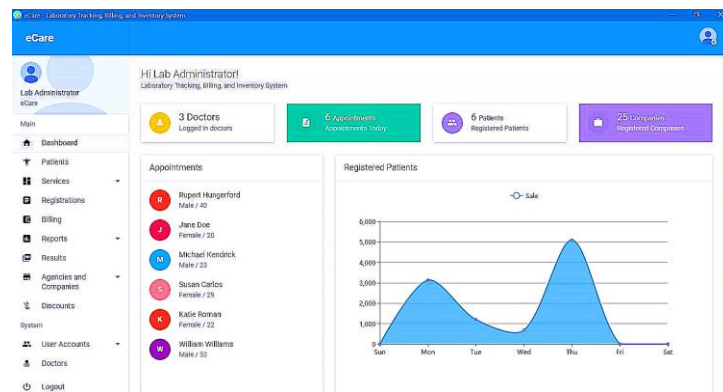 eCare - Laboratory Tracking, Billing, and Inventory System
eCare
Lab Administrator
eCare
Main
Dashboard
Patients
Services
Registrations
Billing
Reports
Results
Agencies and
Companies
Discounts
System
User Accounts
Doctors
Logout
Hi Lab Administrator!
Laboratory Tracking, Billing, and Inventory System
3 Doctors
Logged in doctors
6 Appointments
Appointments Today
6 Patients
Registered Patients
25 Companies
Registered Companies
Appointments
R
Rupert Hungerford
Male / 40
J
Jane Doe
Female / 20
M
Michael Kendrick
Male / 23
S
Susan Carlos
Female / 29
K
Katie Roman
Female / 22
W
William Williams
Male / 53
Registered Patients
Sale
6,000
5,000
4,000
3,000
2,000
1,000
0
Sun Mon Tue Wed Thu Fri Sat